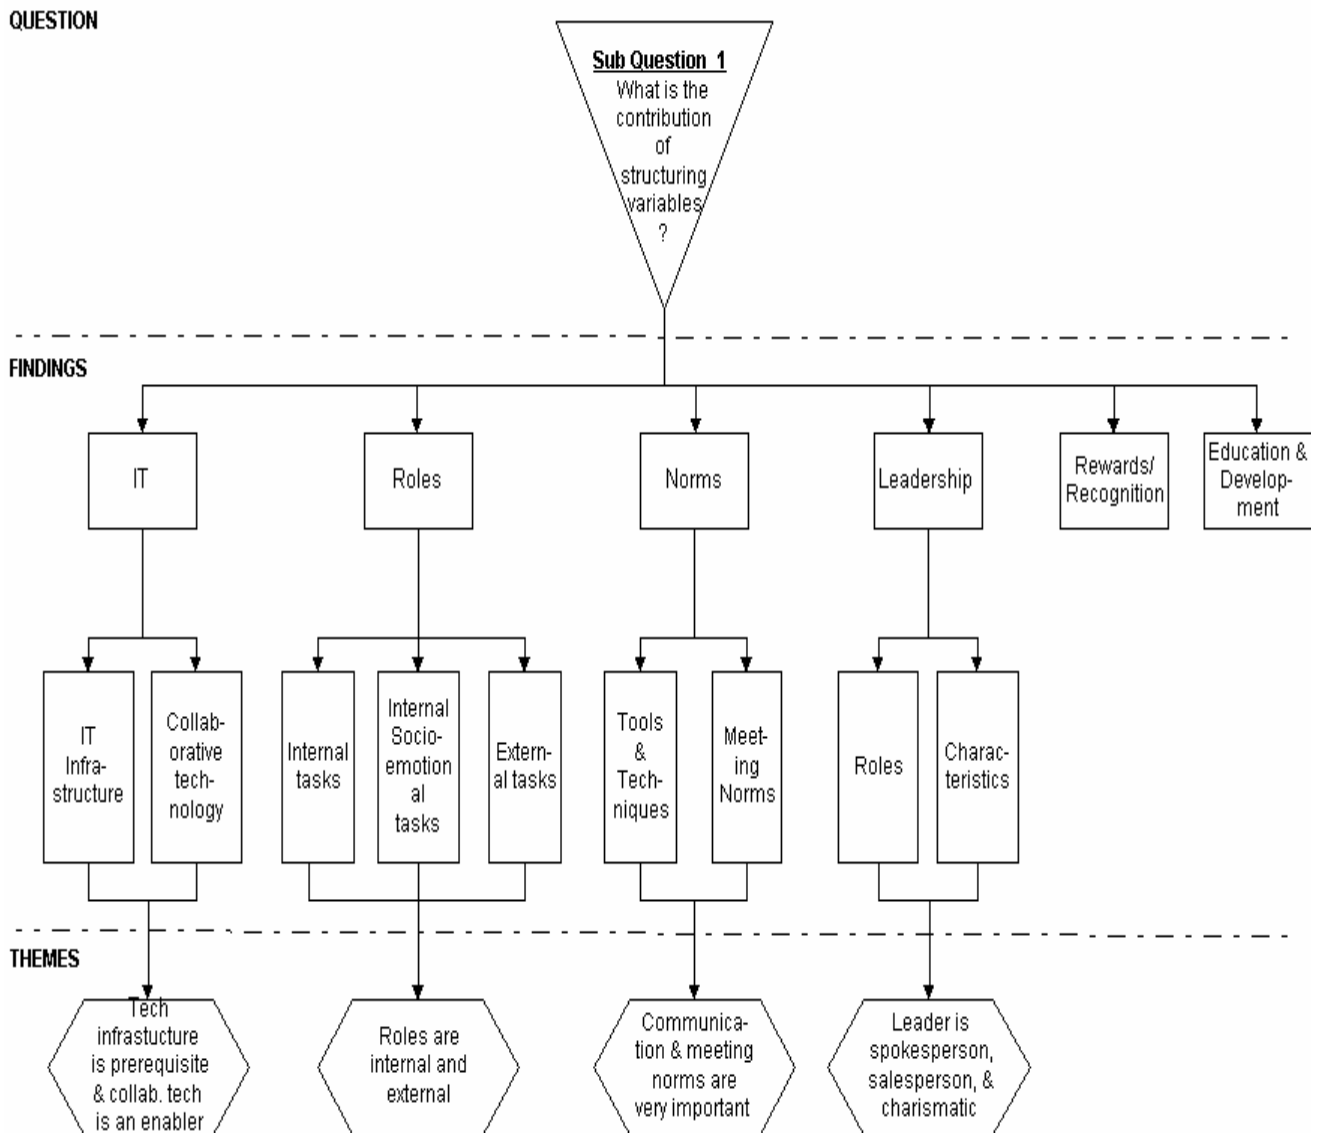 QUESTION
Sub Question 1
What is the
contribution
of
structuring
variables
?
FINDINGS
IT
Roles
Norms
Leadership
Rewards/
Recognition
Education &
Develop-
ment
IT
Infra-
structure
Collab-
orative
tech-
nology
Internal
tasks
Internal
Socio-
emotion
al
tasks
Extern-
al tasks
Tools
&
Tech-
niques
Meet-
ing
Norms
Roles
Charac-
teristics
THEMES
Tech
infrastucture
is prerequisite
& collab. tech
is an enabler
Roles are
internal and
external
Communica-
tion & meeting
norms are
very important
Leader is
spokesperson,
salesperson, &
charismatic